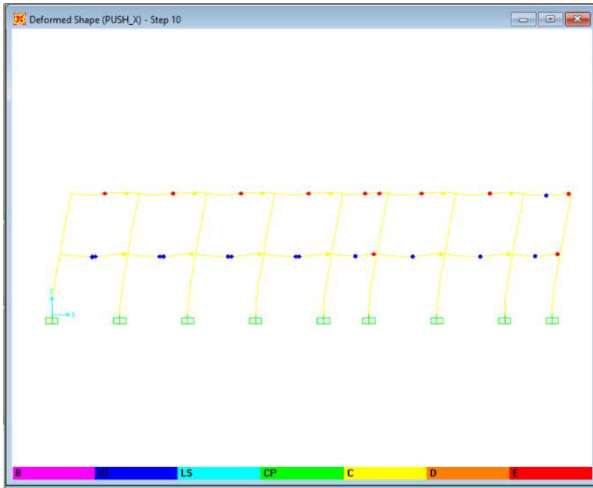 Deformed Shape (PUSH_X) - Step 10
Z
X
B IO LS CP C D E